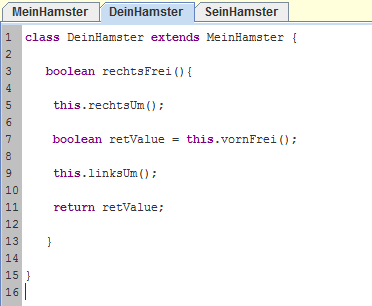 MeinHamster DeinHamster SeinHamster
1 class DeinHamster extends MeinHamster {
2
3 boolean rechtsFrei(){
4
5 this.rechtsUm();
6
7 boolean retValue = this.vornFrei();
8
9 this.linksUm();
10
11 return retValue;
12
13 }
14
15 }
16